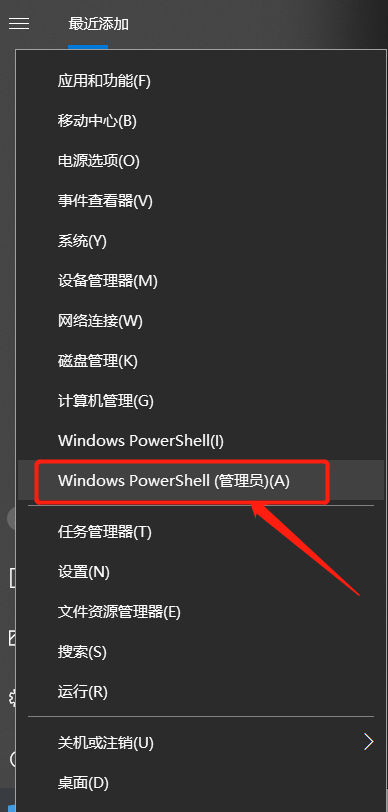 最近添加
应用和功能(F)
移动中心(B)
电源选项(O)
事件查看器(V)
系统(Y)
设备管理器(M)
网络连接(W)
磁盘管理(K)
计算机管理(G)
Windows PowerShell(I)
Windows PowerShell (管理员)(A)
任务管理器(T)
设置(N)
文件资源管理器(E)
搜索(S)
运行(R)
关机或注销(U)
桌面(D)